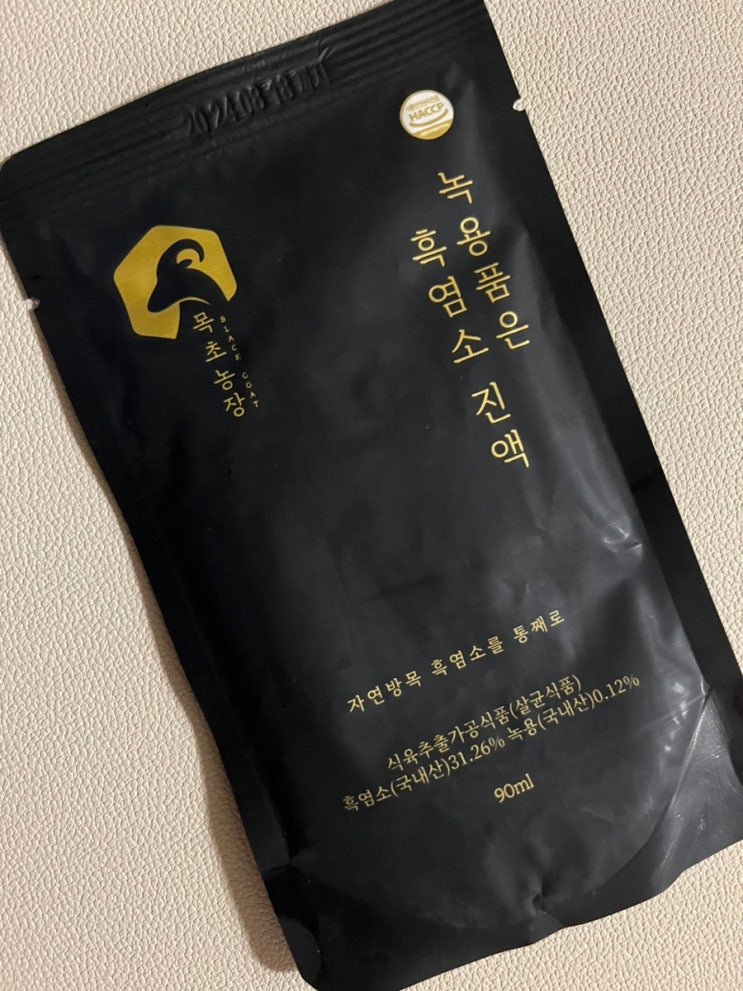 HACCP
녹용품은
흑염소 진액
목초농장
BLACK GOAT
자연방목 흑염소를 통째로
식육추출가공식품(살균식품)
흑염소(국내산)31.26% 녹용(국내산)0.12%
90ml